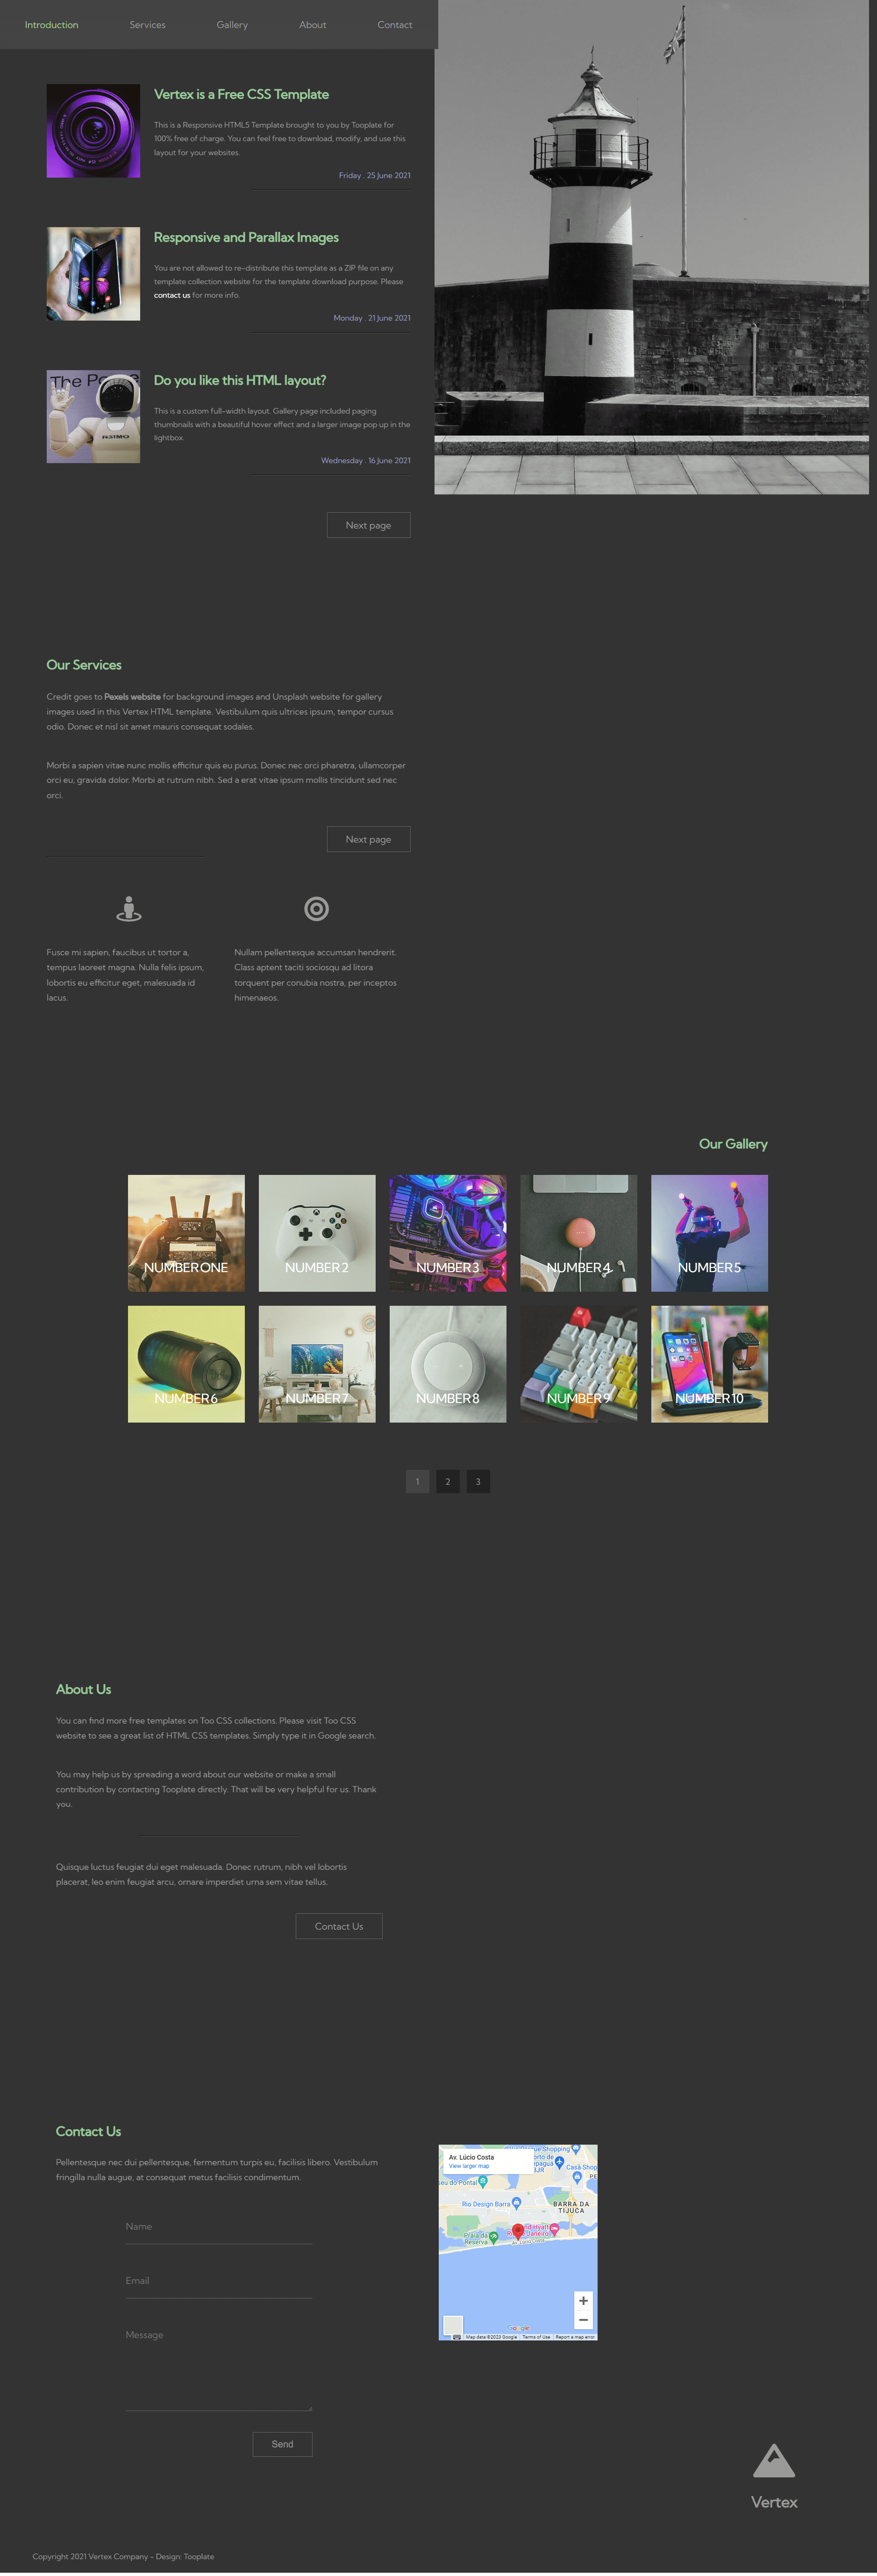 Introduction Services Gallery About Contact
Vertex is a Free CSS Template
This is a Responsive HTML5 Template brought to you by Tooplate for
100% free of charge. You can feel free to download, modify, and use this
layout for your websites.
Friday . 25 June 2021
Responsive and Parallax Images
You are not allowed to re-distribute this template as a ZIP file on any
template collection website for the template download purpose. Please
contact us for more info.
Monday . 21 June 2021
The
Do you like this HTML layout?
This is a custom full-width layout. Gallery page included paging
thumbnails with a beautiful hover effect and a larger image pop up in the
lightbox.
Wednesday . 16 June 2021
Next page
Our Services
Credit goes to Pexels website for background images and Unsplash website for gallery
images used in this Vertex HTML template. Vestibulum quis ultrices ipsum, tempor cursus
odio. Donec et nisl sit amet mauris consequat sodales.
Morbi a sapien vitae nunc mollis efficitur quis eu purus. Donec nec orci pharetra, ullamcorper
orci eu, gravida dolor. Morbi at rutrum nibh. Sed a erat vitae ipsum mollis tincidunt sed nec
orci.
Next page
Fusce mi sapien, faucibus ut tortor a,
tempus laoreet magna. Nulla felis ipsum,
lobortis eu efficitur eget, malesuada id
lacus.
Nullam pellentesque accumsan hendrerit.
Class aptent taciti sociosqu ad litora
torquent per conubia nostra, per inceptos
himenaeos.
Our Gallery
NUMBER ONE
NUMBER 2
NUMBER 3
NUMBER 4
NUMBER 5
NUMBER 6
NUMBER 7
NUMBER 8
NUMBER 9
NUMBER 10
1 2 3
About Us
You can find more free templates on Too CSS collections. Please visit Too CSS
website to see a great list of HTML CSS templates. Simply type it in Google search.
You may help us by spreading a word about our website or make a small
contribution by contacting Tooplate directly. That will be very helpful for us. Thank
you.
Quisque luctus feugiat dui eget malesuada. Donec rutrum, nibh vel lobortis
placerat, leo enim feugiat arcu, ornare imperdiet urna sem vitae tellus.
Contact Us
Contact Us
Pellentesque nec dui pellentesque, fermentum turpis eu, facilisis libero. Vestibulum
fringilla nulla augue, at consequat metus facilisis condimentum.
Name
Email
Message
Send
Av. Lúcio Costa
View larger map
Shopping
Casa Shop
do Pontal
Rio Design Barra
BARRA DA
TIJUCA
Praia da
Reserva
Google
Map data ©2023 Google Terms of Use Report a map error
Vertex
Copyright 2021 Vertex Company - Design: Tooplate